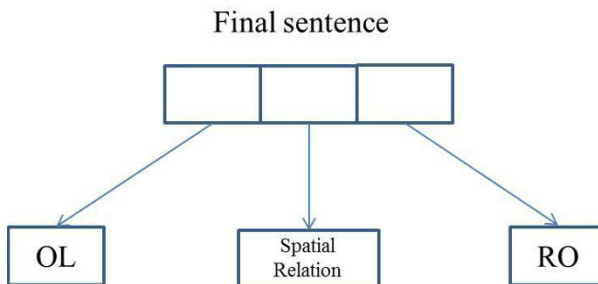 Final sentence
OL
Spatial
Relation
RO